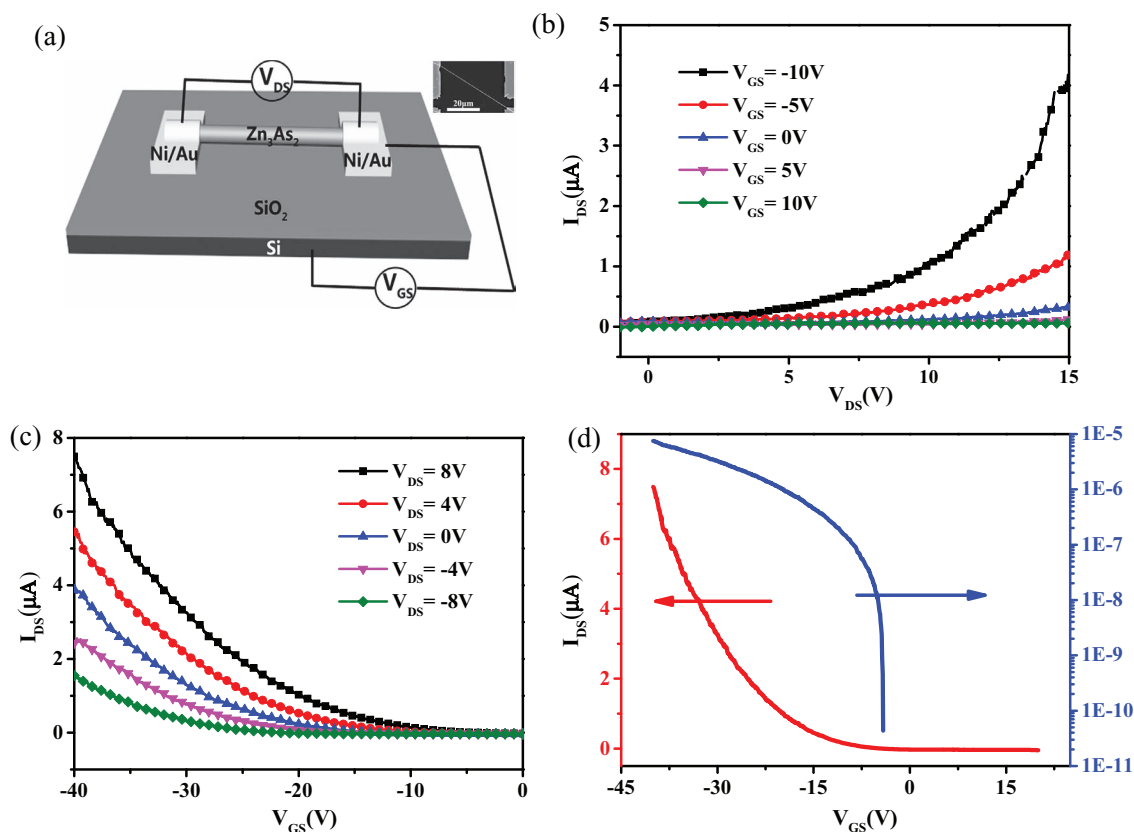 (a)
V_DS
20μm
Zn₃As₂
Ni/Au
Ni/Au
SiO₂
Si
V_GS
(b)
5
4
3
2
1
0
I_DS(μA)
V_GS= -10V
V_GS= -5V
V_GS= 0V
V_GS= 5V
V_GS= 10V
0 5 10 15
V_DS(V)
(c)
8
6
4
2
0
I_DS(μA)
V_DS= 8V
V_DS= 4V
V_DS= 0V
V_DS= -4V
V_DS= -8V
-40 -30 -20 -10 0
V_GS(V)
(d)
8
6
4
2
0
I_DS(μA)
1E-5
1E-6
1E-7
1E-8
1E-9
1E-10
1E-11
-45 -30 -15 0 15
V_GS(V)